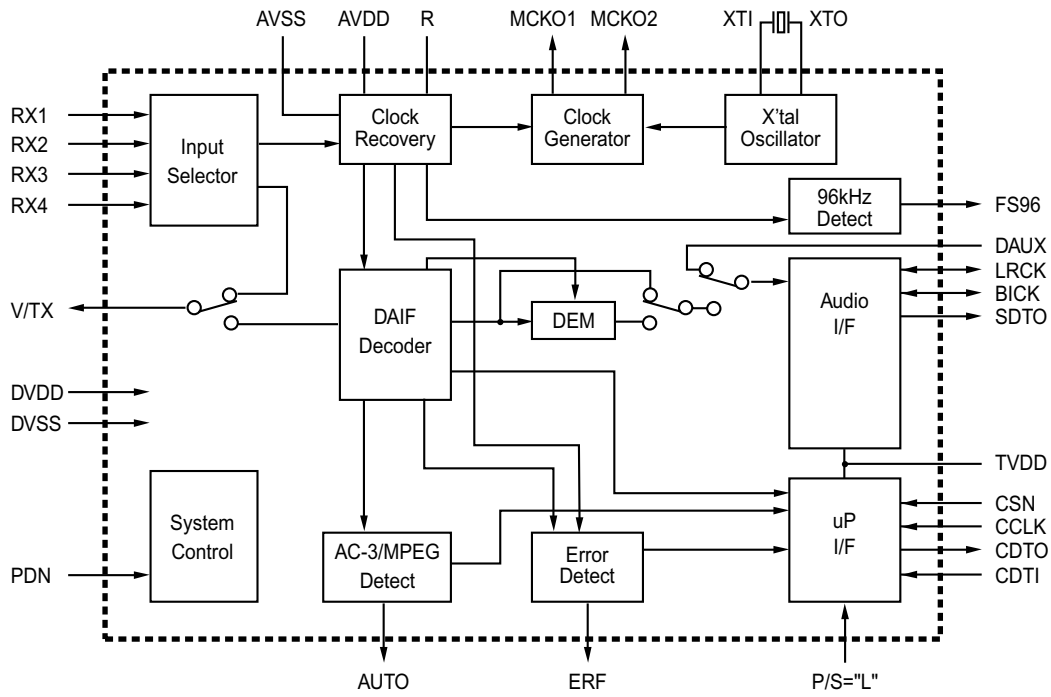 AVSS AVDD R MCKO1 MCKO2 XTI XTO
RX1
RX2
RX3
RX4
Input
Selector
Clock
Recovery
Clock
Generator
X'tal
Oscillator
96kHz
Detect
FS96
DAUX
LRCK
BICK
SDTO
V/TX
DAIF
Decoder
DEM
Audio
I/F
DVDD
DVSS
TVDD
System
Control
PDN
AC-3/MPEG
Detect
Error
Detect
uP
I/F
CSN
CCLK
CDTO
CDTI
AUTO ERF P/S="L"